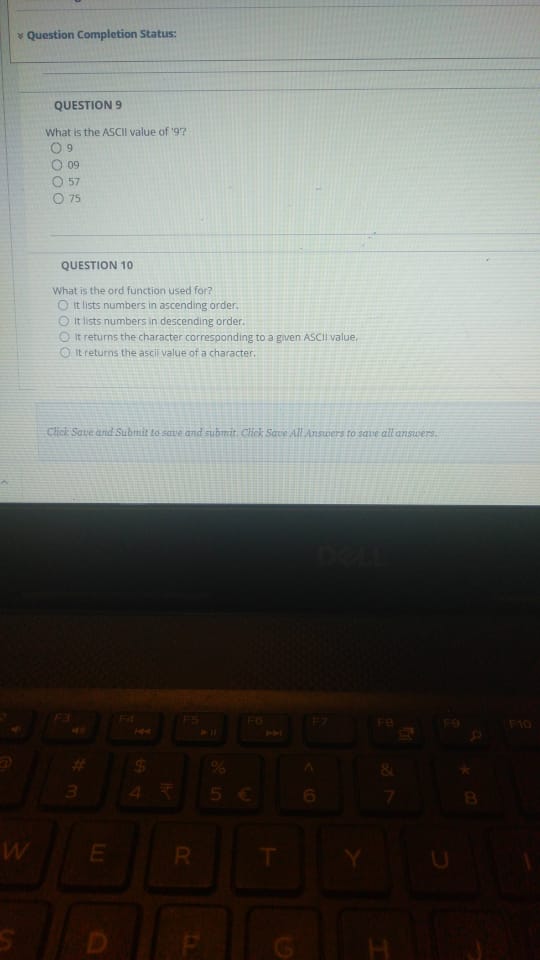 Question Completion Status:
QUESTION 9
What is the ASCII value of '9'?
9
09
57
75
QUESTION 10
What is the ord function used for?
It lists numbers in ascending order.
It lists numbers in descending order.
It returns the character corresponding to a given ASCII value.
It returns the ascii value of a character.
Click Save and Submit to save and submit. Click Save All Answers to save all answers.
DELL
F3 F4 F5 F6 F7 F8 F9 F10
@ # $ % ^ & *
3 4 ₹ 5 € 6 7 8
W E R T Y U I
S D F G H J